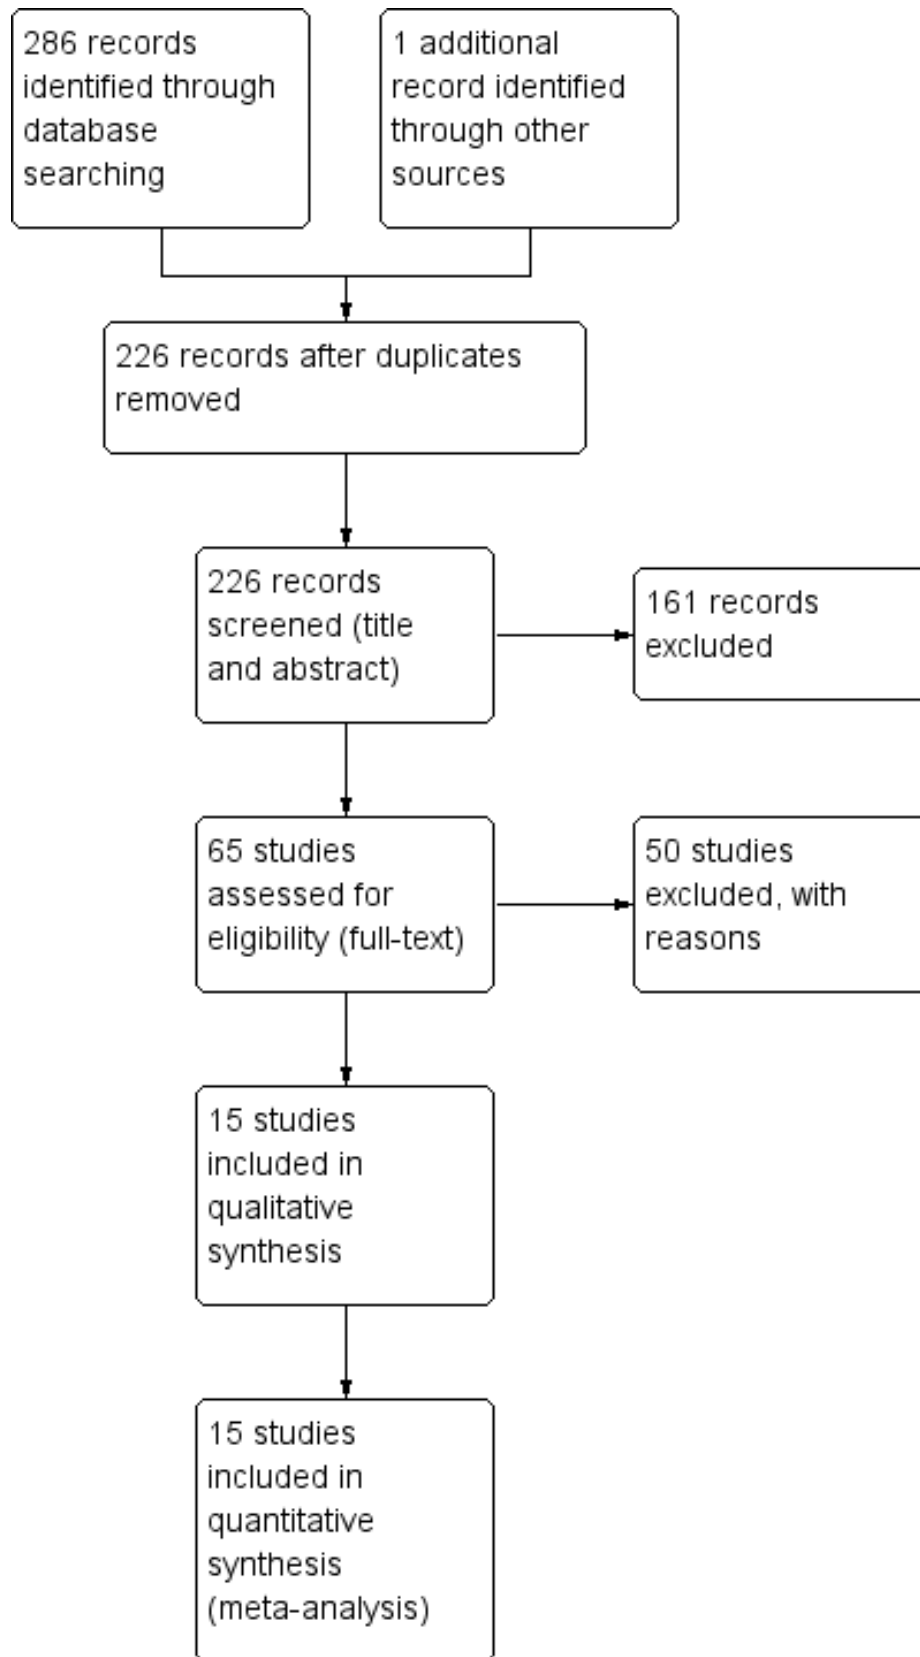 286 records
identified through
database
searching
1 additional
record identified
through other
sources
226 records after duplicates
removed
226 records
screened (title
and abstract)
161 records
excluded
65 studies
assessed for
eligibility (full-text)
50 studies
excluded, with
reasons
15 studies
included in
qualitative
synthesis
15 studies
included in
quantitative
synthesis
(meta-analysis)